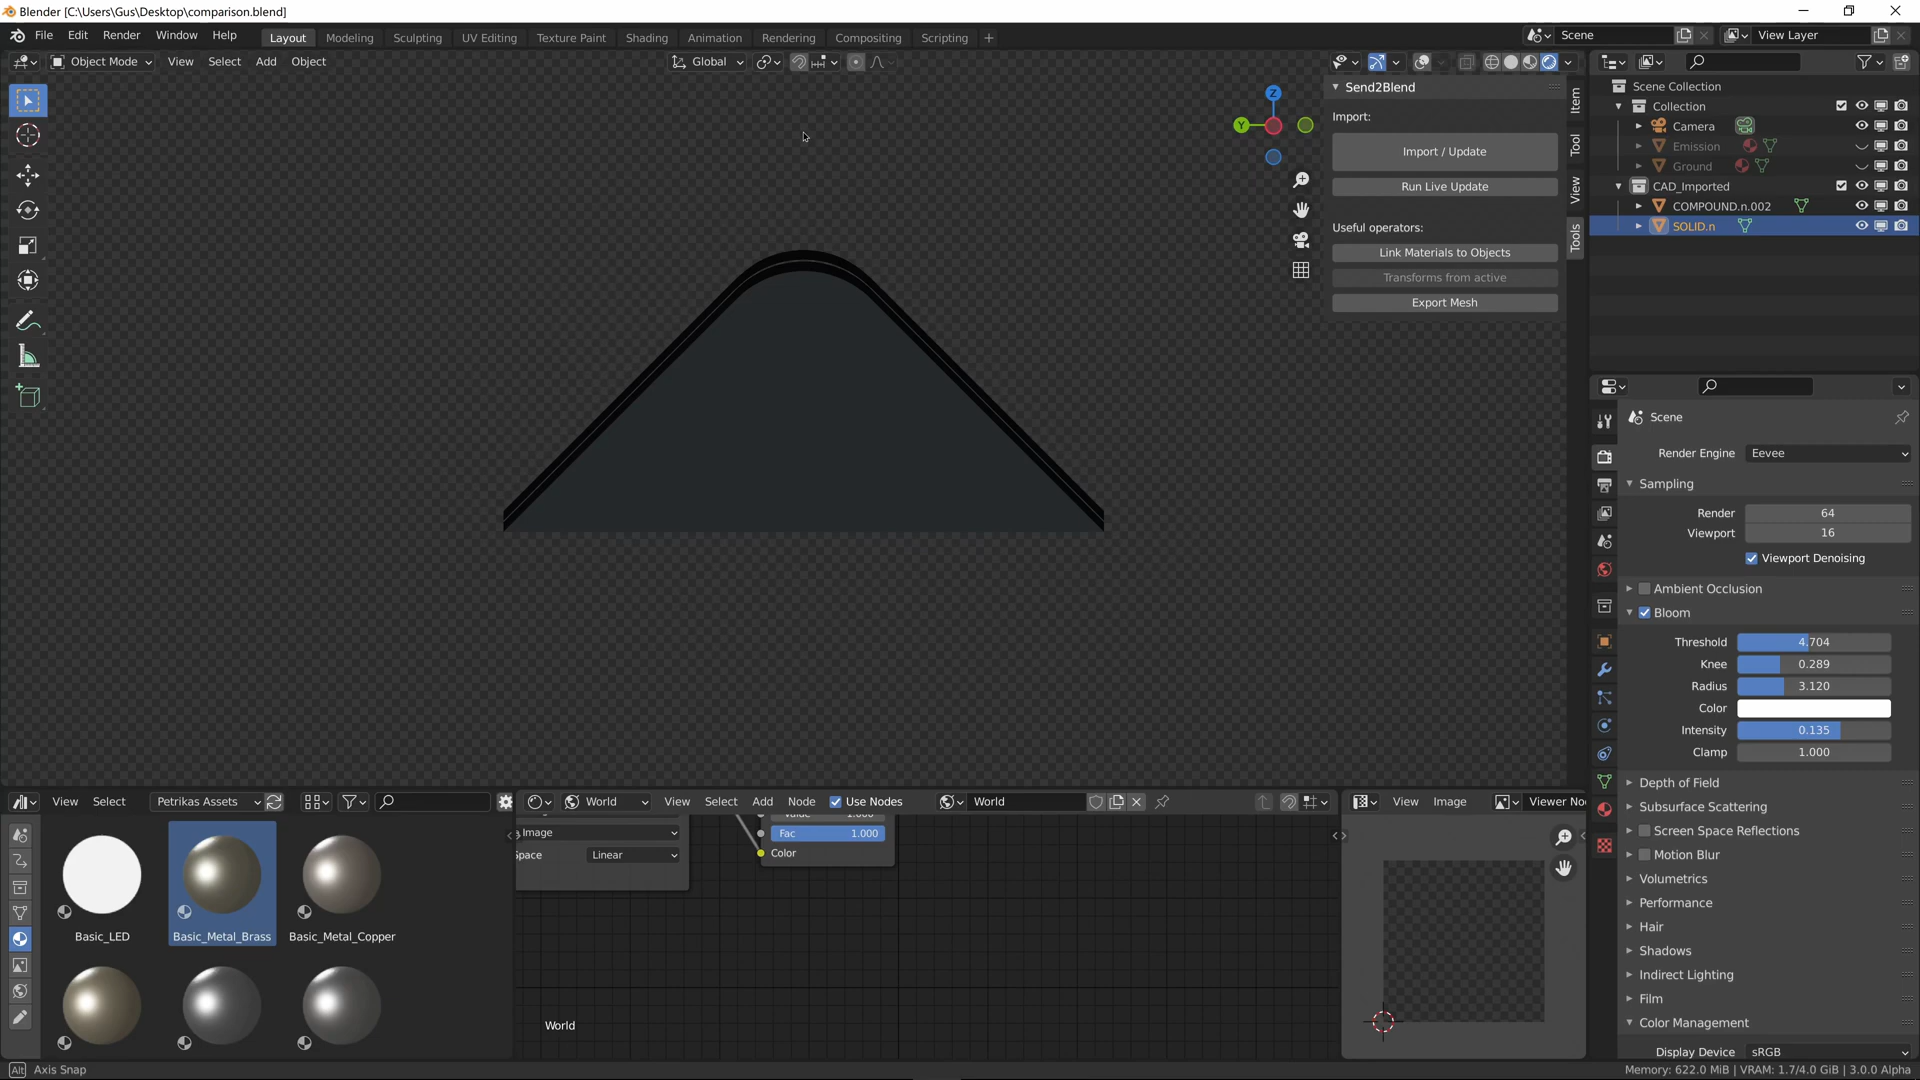 Blender [C:\Users\Gus\Desktop\comparison.blend]
File Edit Render Window Help Layout Modeling Sculpting UV Editing Texture Paint Shading Animation Rendering Compositing Scripting + Scene View Layer
Object Mode View Select Add Object Global
Z
Y
Send2Blend
Import:
Import / Update
Run Live Update
Useful operators:
Link Materials to Objects
Transforms from active
Export Mesh
Item
Tool
View
Tools
Scene Collection
Collection
Camera
Emission
Ground
CAD_Imported
COMPOUND.n.002
SOLID.n
Scene
Render Engine Eevee
Sampling
Render 64
Viewport 16
Viewport Denoising
Ambient Occlusion
Bloom
Threshold 4.704
Knee 0.289
Radius 3.120
Color
Intensity 0.135
Clamp 1.000
Depth of Field
Subsurface Scattering
Screen Space Reflections
Motion Blur
Volumetrics
Performance
Hair
Shadows
Indirect Lighting
Film
Color Management
Display Device sRGB
View Select Petrikas Assets
Basic_LED
Basic_Metal_Brass
Basic_Metal_Copper
World View Select Add Node Use Nodes World
Image
Space Linear
Fac 1.000
Color
World
View Image Viewer No
Alt Axis Snap
Memory: 622.0 MiB | VRAM: 1.7/4.0 GiB | 3.0.0 Alpha